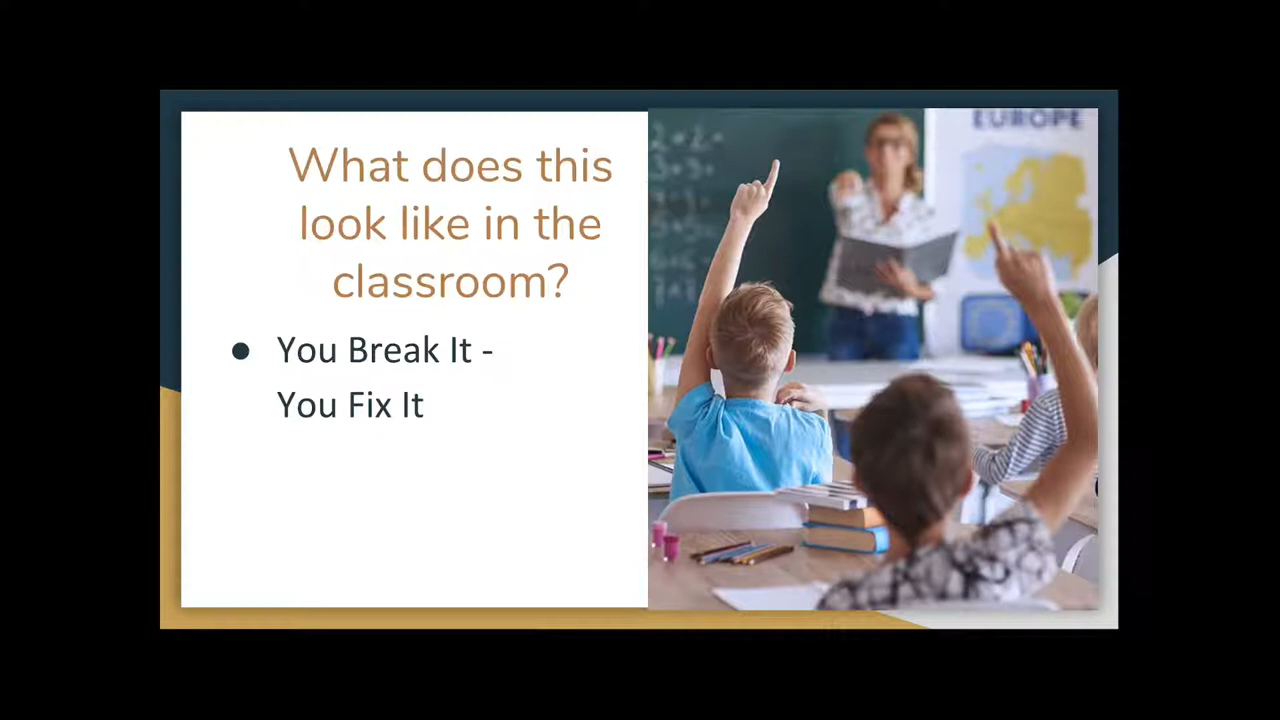 What does this
look like in the
classroom?
● You Break It -
You Fix It
EUROPE